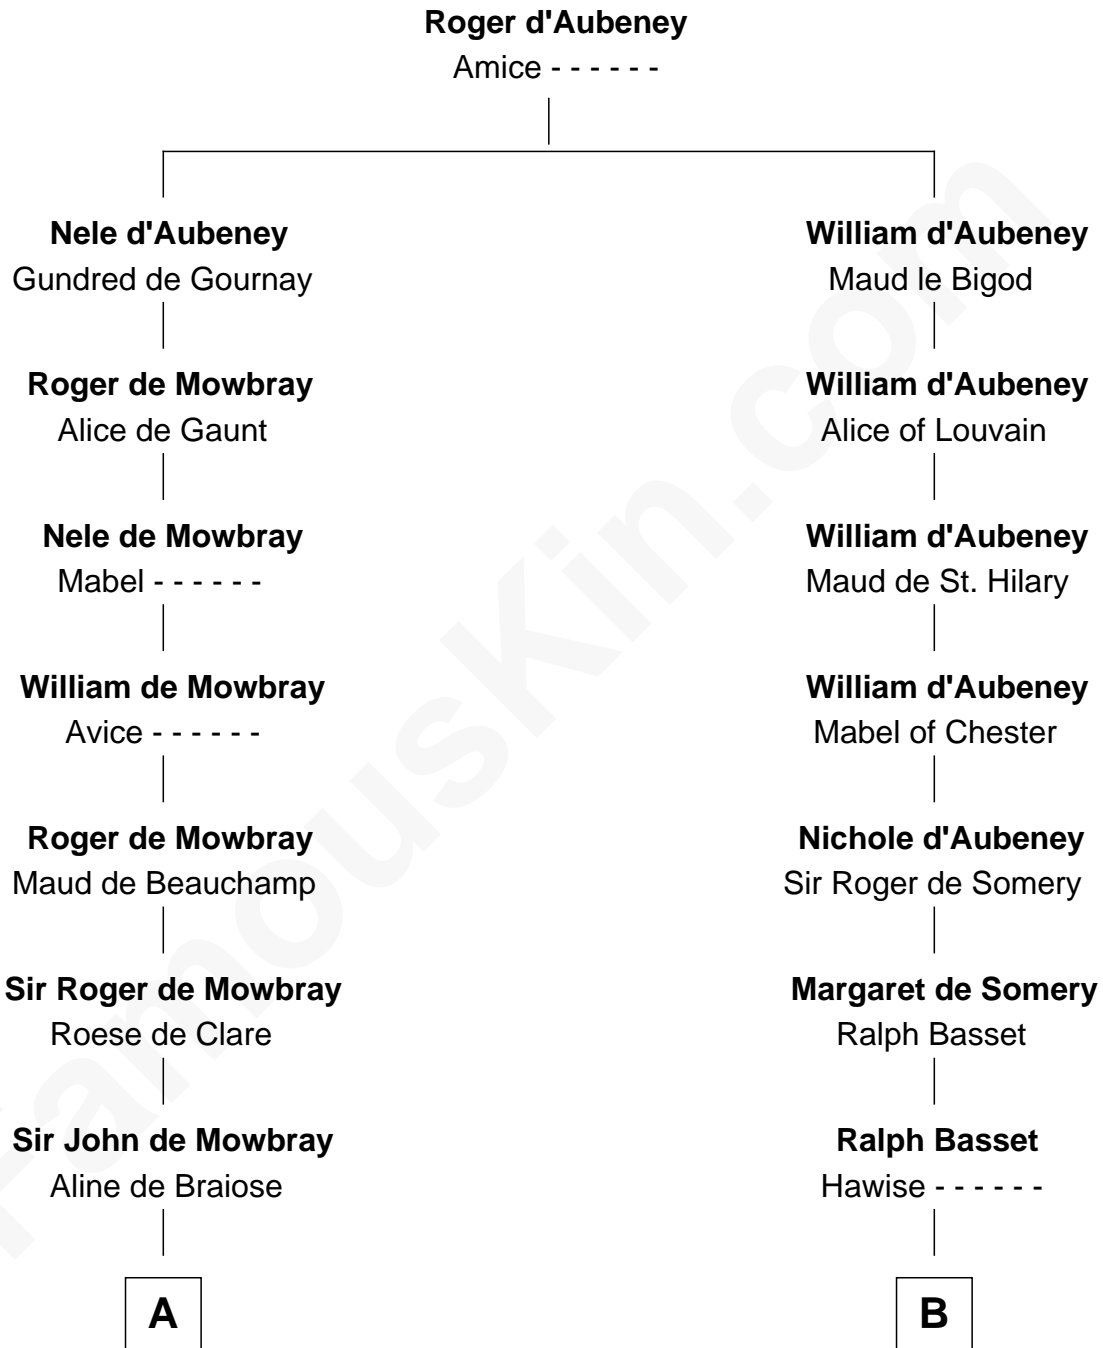 Roger d'Aubeney
Amice - - - - - -
Nele d'Aubeney
Gundred de Gournay
Roger de Mowbray
Alice de Gaunt
Nele de Mowbray
Mabel - - - - - -
William de Mowbray
Avice - - - - - -
Roger de Mowbray
Maud de Beauchamp
Sir Roger de Mowbray
Roese de Clare
Sir John de Mowbray
Aline de Braiose
A
William d'Aubeney
Maud le Bigod
William d'Aubeney
Alice of Louvain
William d'Aubeney
Maud de St. Hilary
William d'Aubeney
Mabel of Chester
Nichole d'Aubeney
Sir Roger de Somery
Margaret de Somery
Ralph Basset
Ralph Basset
Hawise - - - - - -
B
FamousKin.com